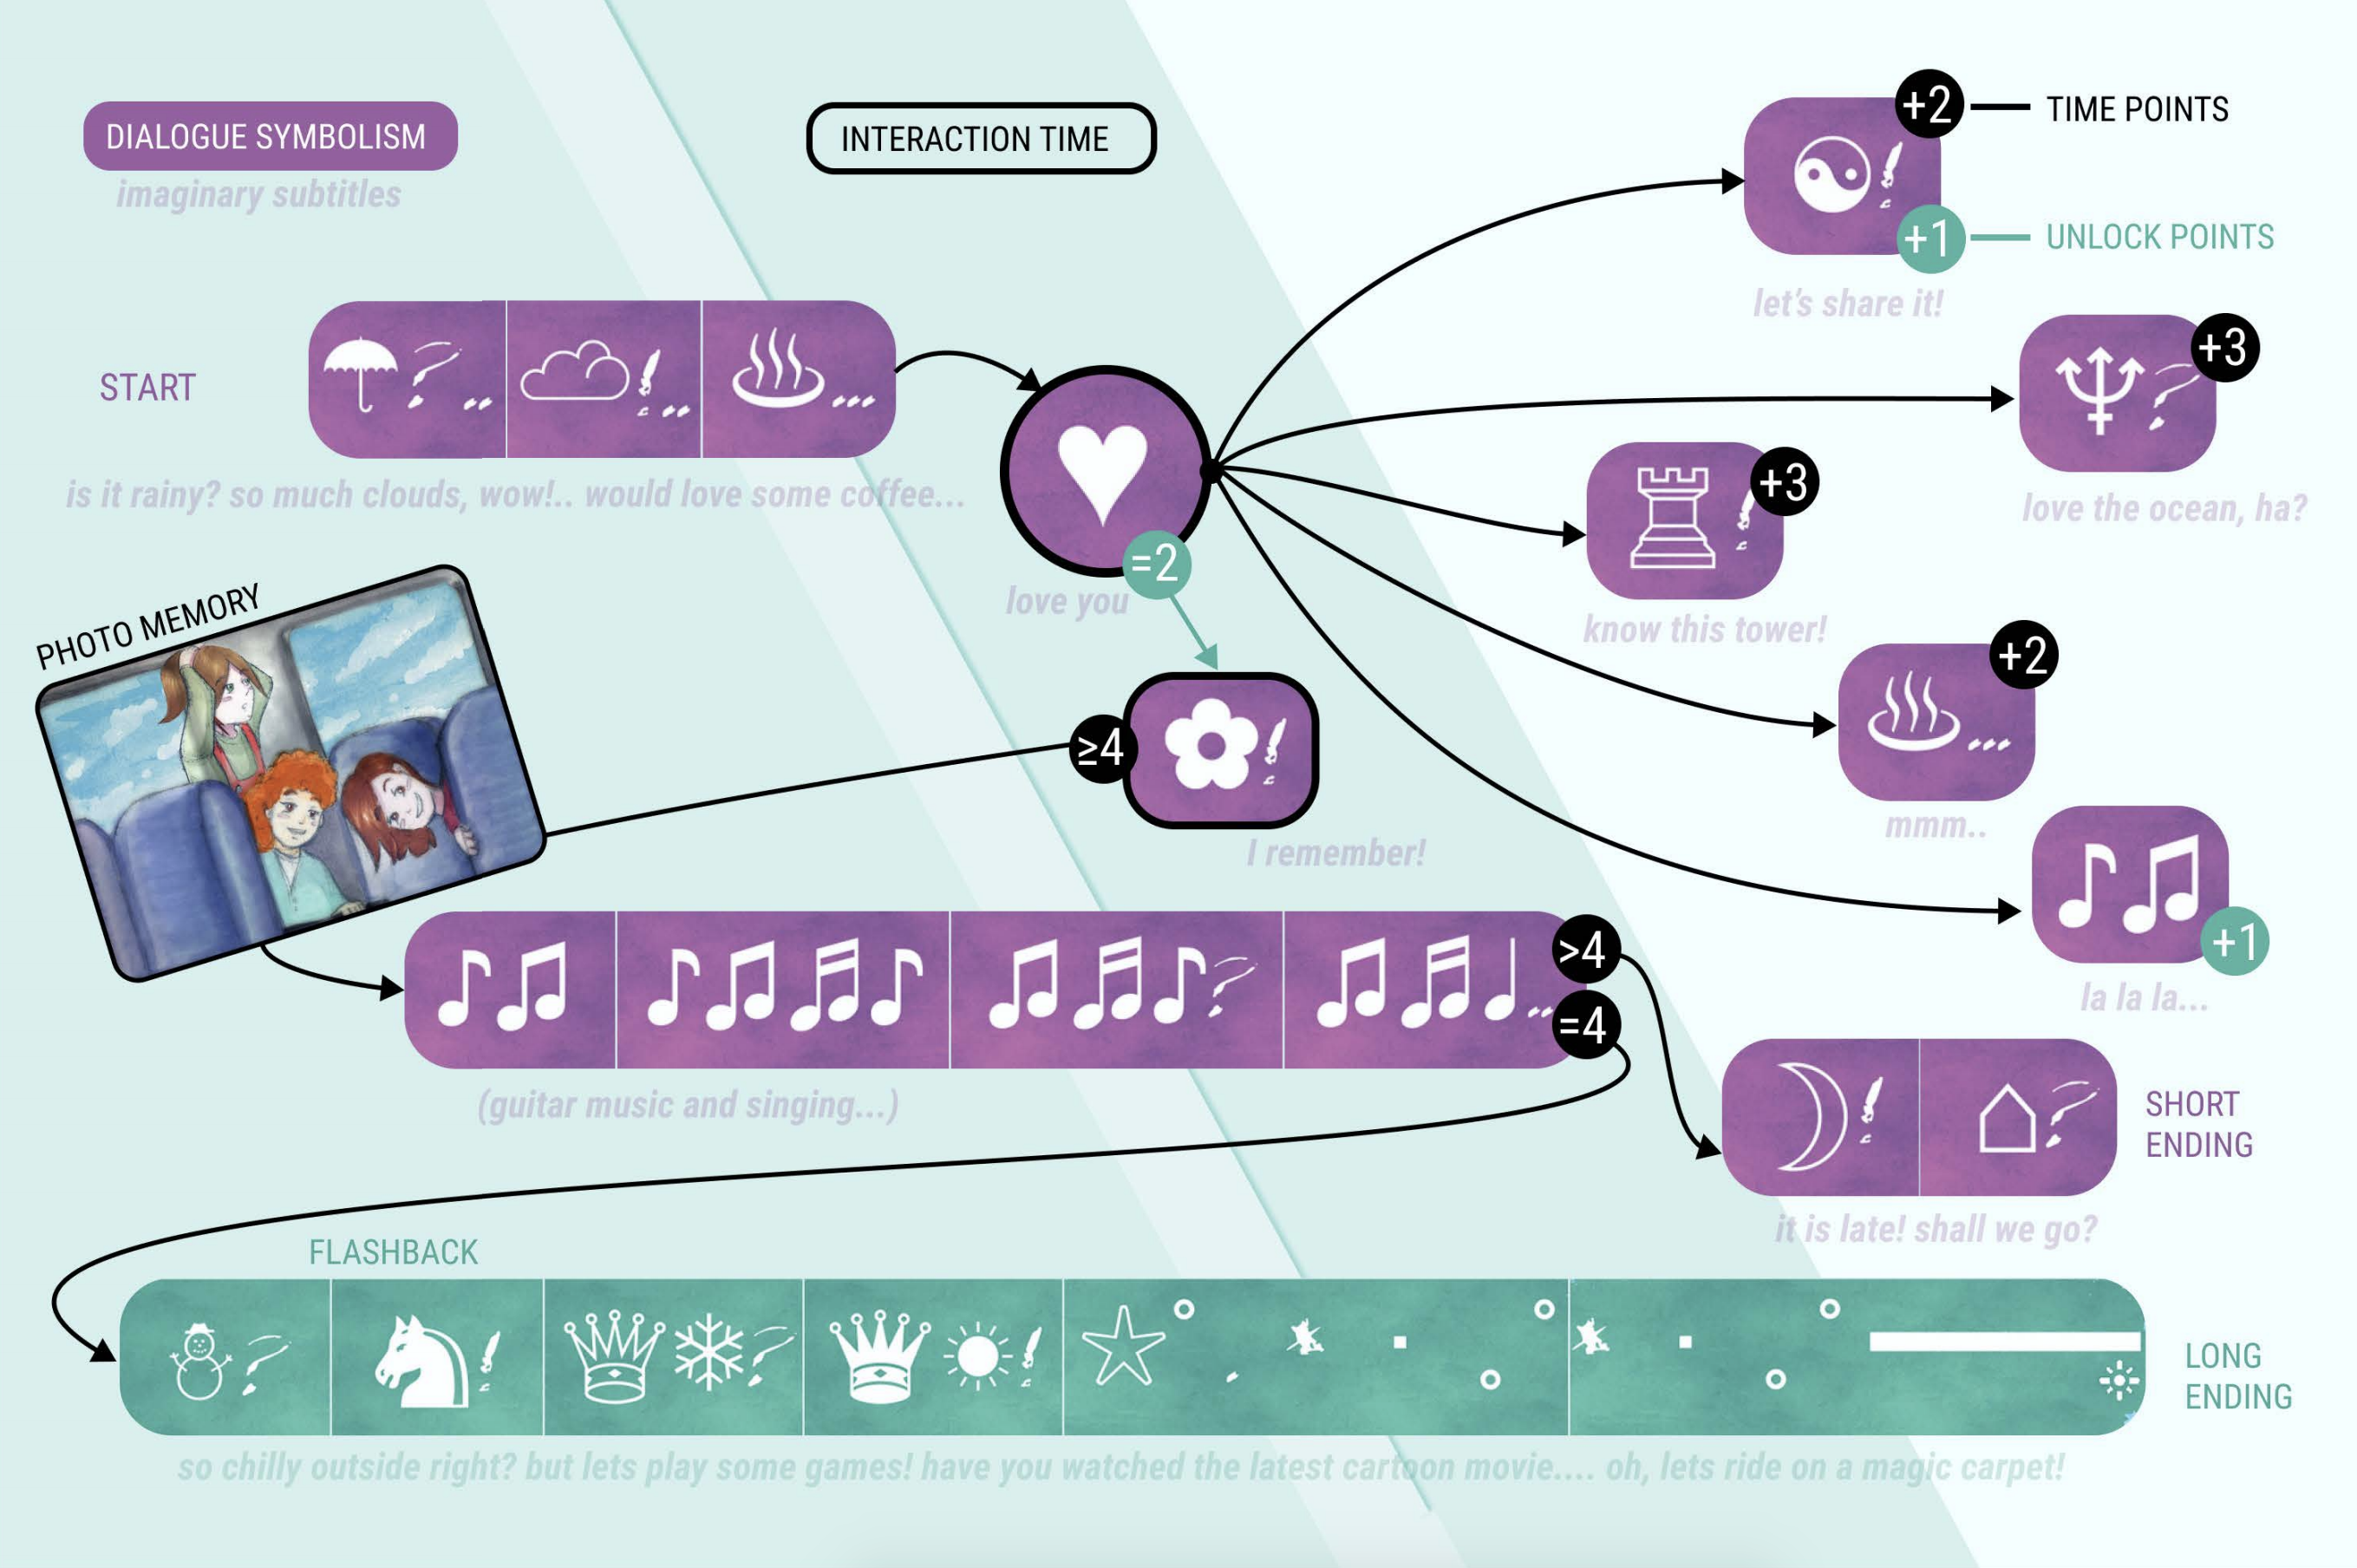 DIALOGUE SYMBOLISM
imaginary subtitles
INTERACTION TIME
+2
TIME POINTS
+1
UNLOCK POINTS
let's share it!
START
is it rainy? so much clouds, wow!.. would love some coffee...
+3
love the ocean, ha?
+3
know this tower!
=2
love you
PHOTO MEMORY
≥4
I remember!
+2
mmm..
+1
la la la...
>4
=4
(guitar music and singing...)
SHORT
ENDING
it is late! shall we go?
FLASHBACK
LONG
ENDING
so chilly outside right? but lets play some games! have you watched the latest cartoon movie.... oh, lets ride on a magic carpet!